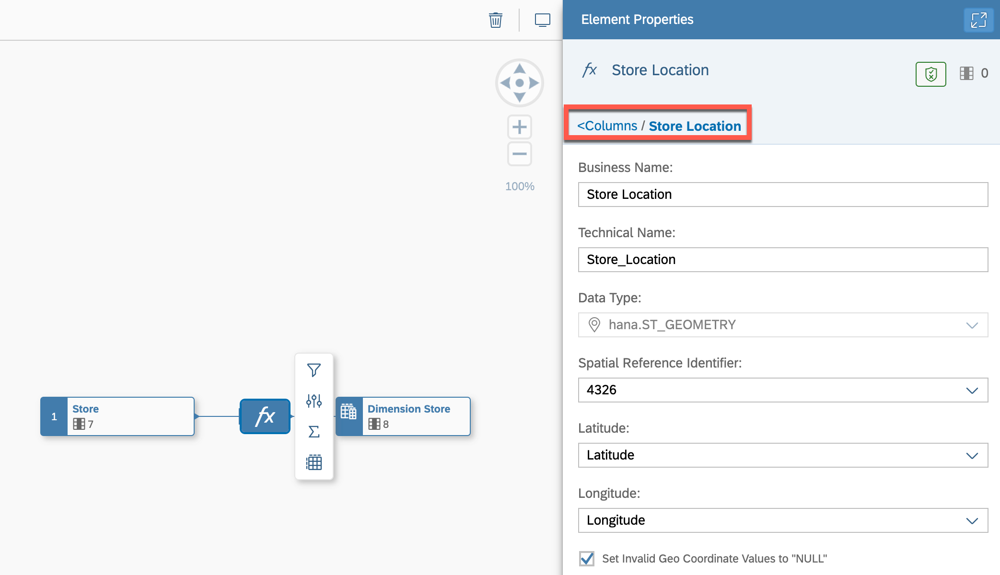 Element Properties
fx Store Location
0
<Columns / Store Location
100%
Business Name:
Store Location
Technical Name:
Store_Location
Data Type:
hana.ST_GEOMETRY
Spatial Reference Identifier:
4326
1
Store
7
fx
Dimension Store
8
Latitude:
Latitude
Longitude:
Longitude
Set Invalid Geo Coordinate Values to "NULL"